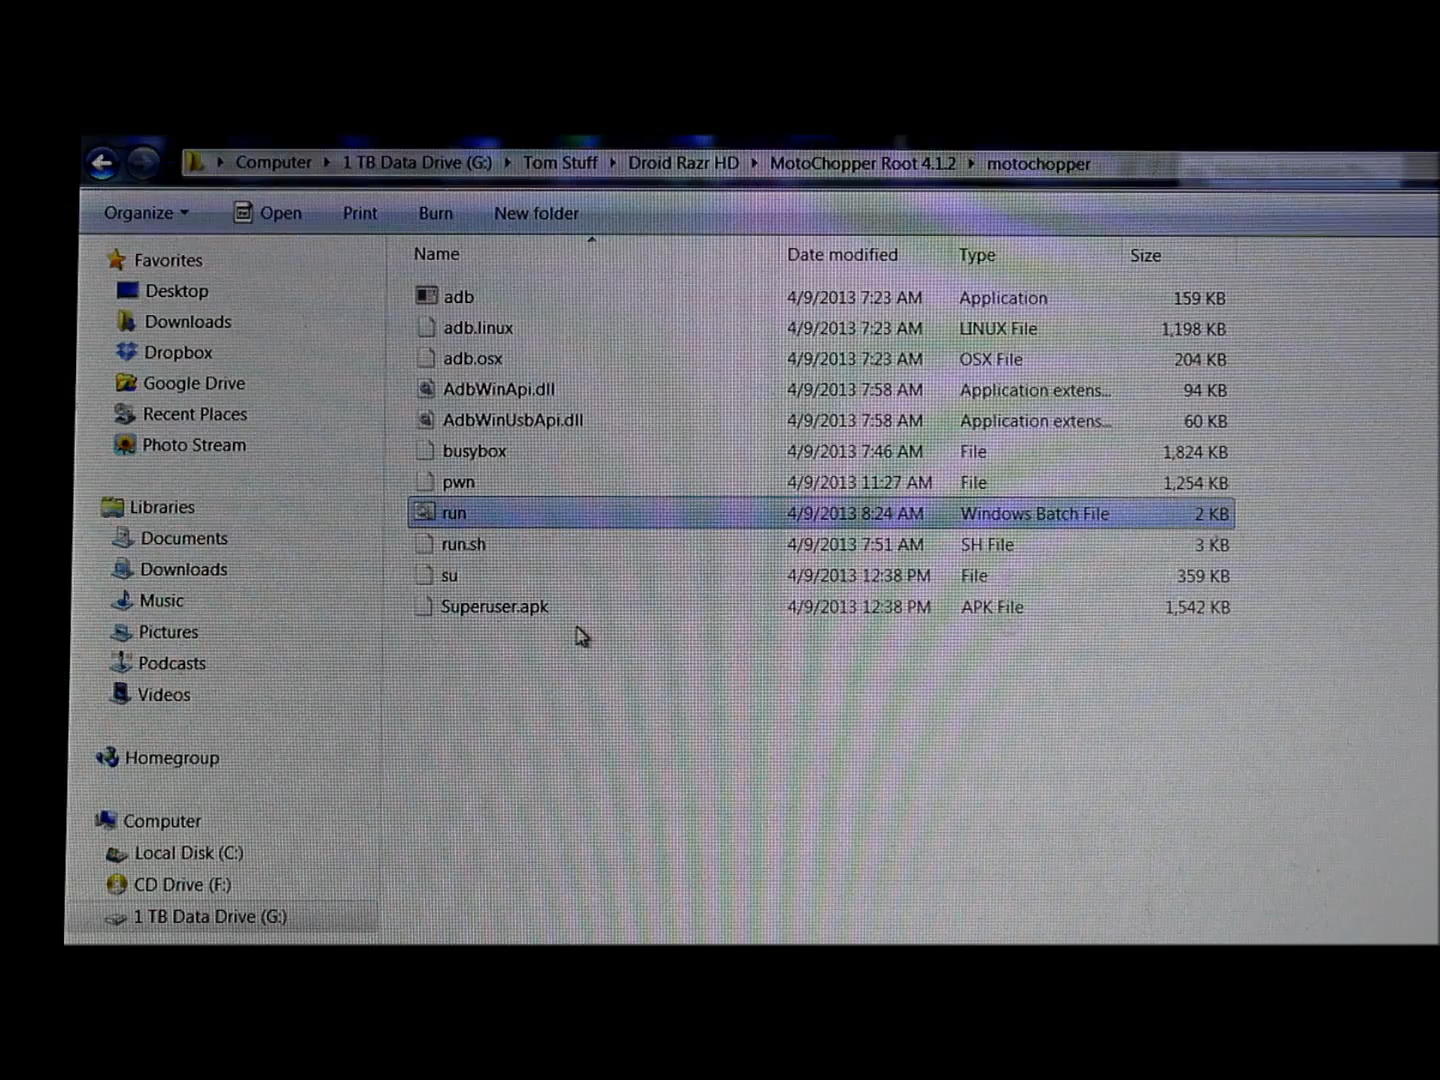 Computer 1 TB Data Drive (G:) Tom Stuff Droid Razr HD MotoChopper Root 4.1.2 motochopper
Organize Open Print Burn New folder
Name Date modified Type Size
Favorites
Desktop
Downloads
Dropbox
Google Drive
Recent Places
Photo Stream
Libraries
Documents
Downloads
Music
Pictures
Podcasts
Videos
Homegroup
Computer
Local Disk (C:)
CD Drive (F:)
1 TB Data Drive (G:)
adb 4/9/2013 7:23 AM Application 159 KB
adb.linux 4/9/2013 7:23 AM LINUX File 1,198 KB
adb.osx 4/9/2013 7:23 AM OSX File 204 KB
AdbWinApi.dll 4/9/2013 7:58 AM Application extens... 94 KB
AdbWinUsbApi.dll 4/9/2013 7:58 AM Application extens... 60 KB
busybox 4/9/2013 7:46 AM File 1,824 KB
pwn 4/9/2013 11:27 AM File 1,254 KB
run 4/9/2013 8:24 AM Windows Batch File 2 KB
run.sh 4/9/2013 7:51 AM SH File 3 KB
su 4/9/2013 12:38 PM File 359 KB
Superuser.apk 4/9/2013 12:38 PM APK File 1,542 KB